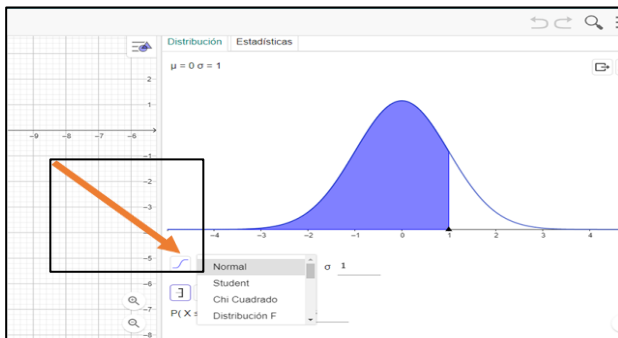 Distribución Estadísticas
μ = 0 σ = 1
2
1
-9 -8 -7 -6
-1
-2
-3
-4
-5
-6
-7
-8
-4 -3 -2 -1 0 1 2 3 4
Normal
σ 1
Student
Chi Cuadrado
P( X
Distribución F